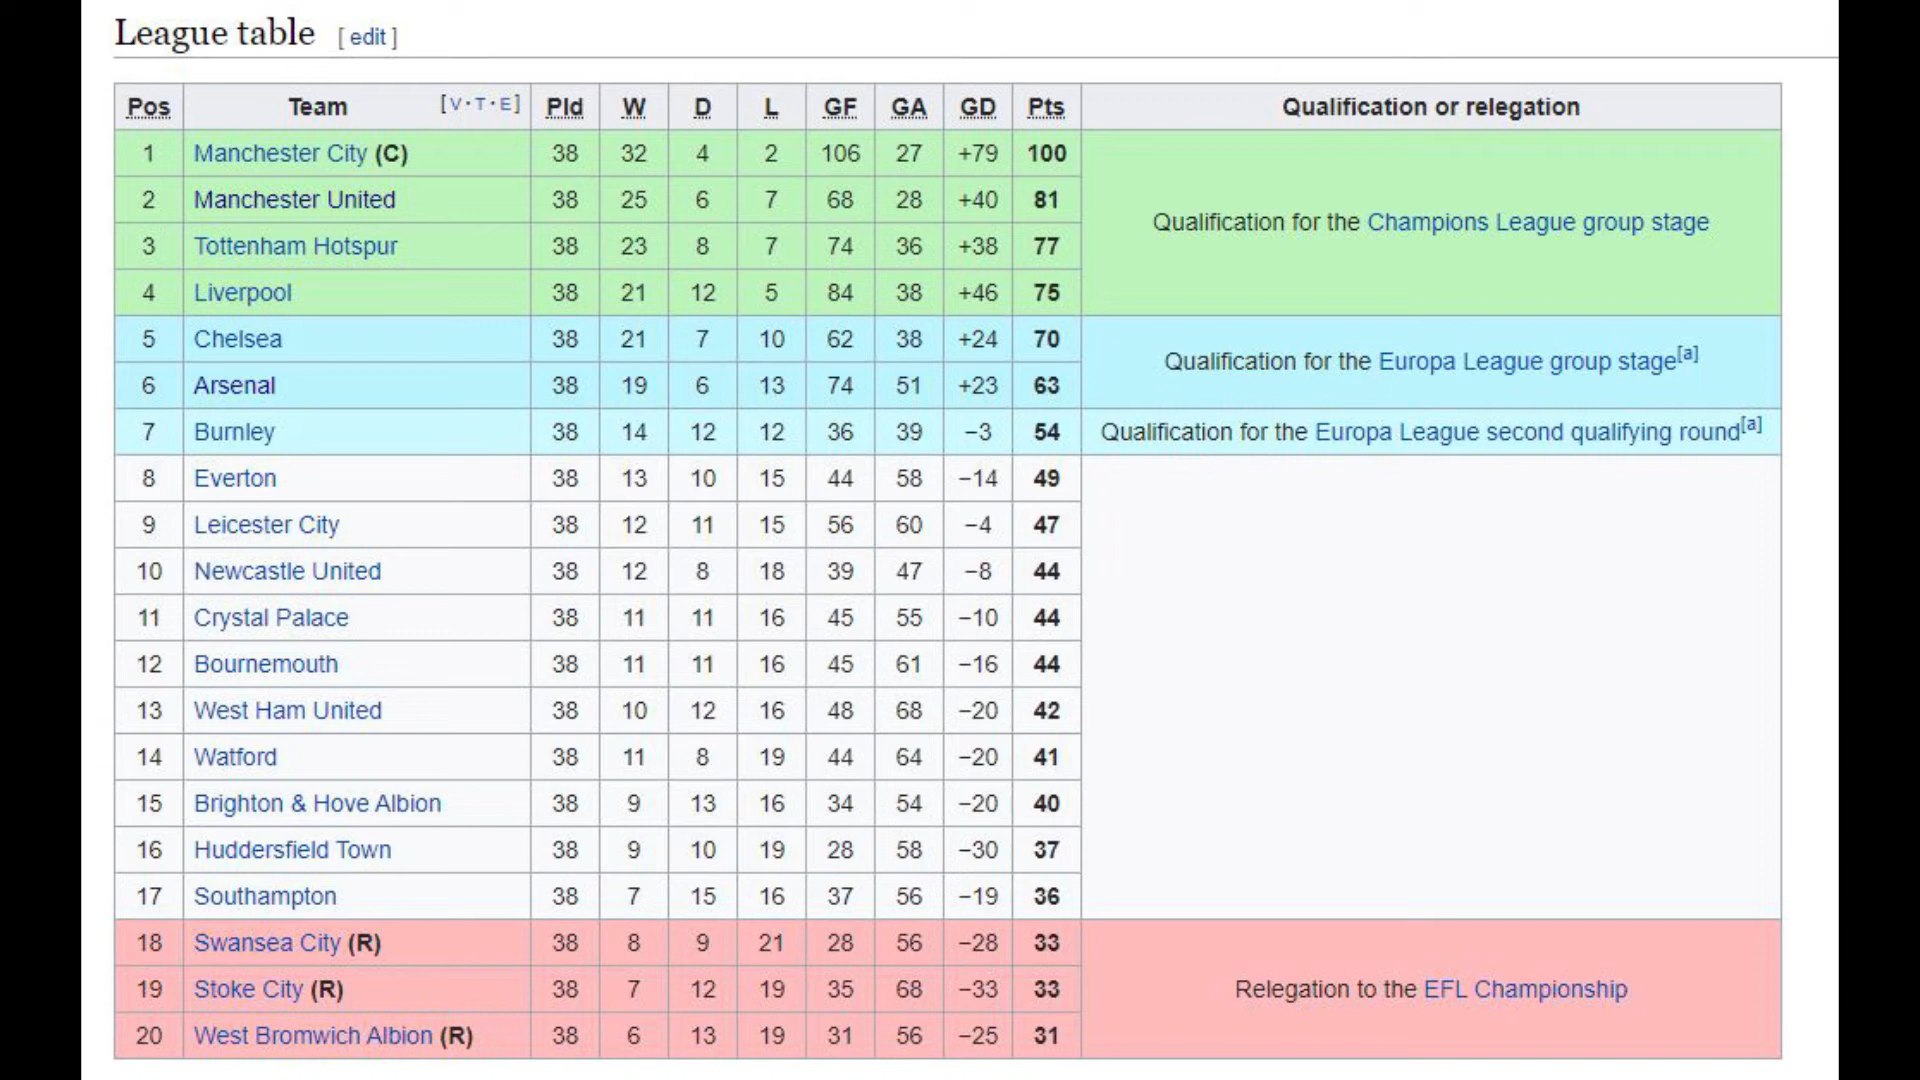 League table [ edit ]
Pos Team [V·T·E] Pld W D L GF GA GD Pts Qualification or relegation
1 Manchester City (C) 38 32 4 2 106 27 +79 100
2 Manchester United 38 25 6 7 68 28 +40 81
Qualification for the Champions League group stage
3 Tottenham Hotspur 38 23 8 7 74 36 +38 77
4 Liverpool 38 21 12 5 84 38 +46 75
5 Chelsea 38 21 7 10 62 38 +24 70
Qualification for the Europa League group stage[a]
6 Arsenal 38 19 6 13 74 51 +23 63
7 Burnley 38 14 12 12 36 39 −3 54 Qualification for the Europa League second qualifying round[a]
8 Everton 38 13 10 15 44 58 −14 49
9 Leicester City 38 12 11 15 56 60 −4 47
10 Newcastle United 38 12 8 18 39 47 −8 44
11 Crystal Palace 38 11 11 16 45 55 −10 44
12 Bournemouth 38 11 11 16 45 61 −16 44
13 West Ham United 38 10 12 16 48 68 −20 42
14 Watford 38 11 8 19 44 64 −20 41
15 Brighton & Hove Albion 38 9 13 16 34 54 −20 40
16 Huddersfield Town 38 9 10 19 28 58 −30 37
17 Southampton 38 7 15 16 37 56 −19 36
18 Swansea City (R) 38 8 9 21 28 56 −28 33
19 Stoke City (R) 38 7 12 19 35 68 −33 33 Relegation to the EFL Championship
20 West Bromwich Albion (R) 38 6 13 19 31 56 −25 31